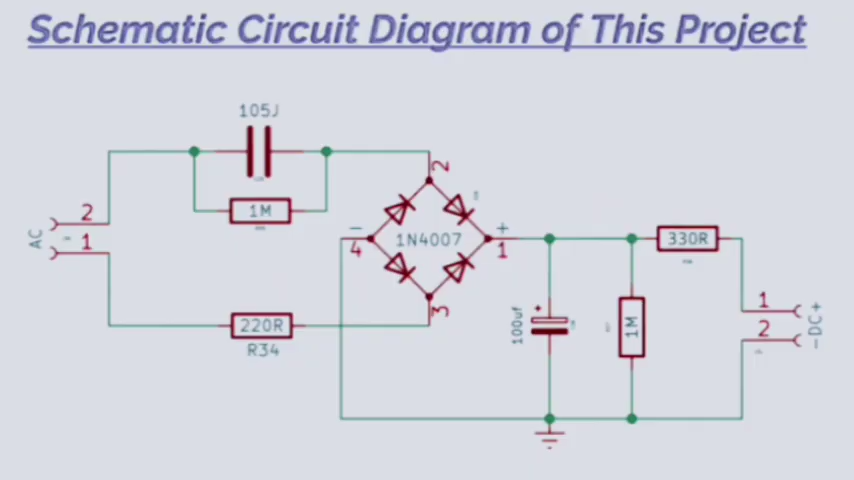 Schematic Circuit Diagram of This Project
105J
1M
2
1
AC
220R
R34
2
- 4
1N4007
+ 1
3
100uf
+
1M
330R
1
2
-DC+